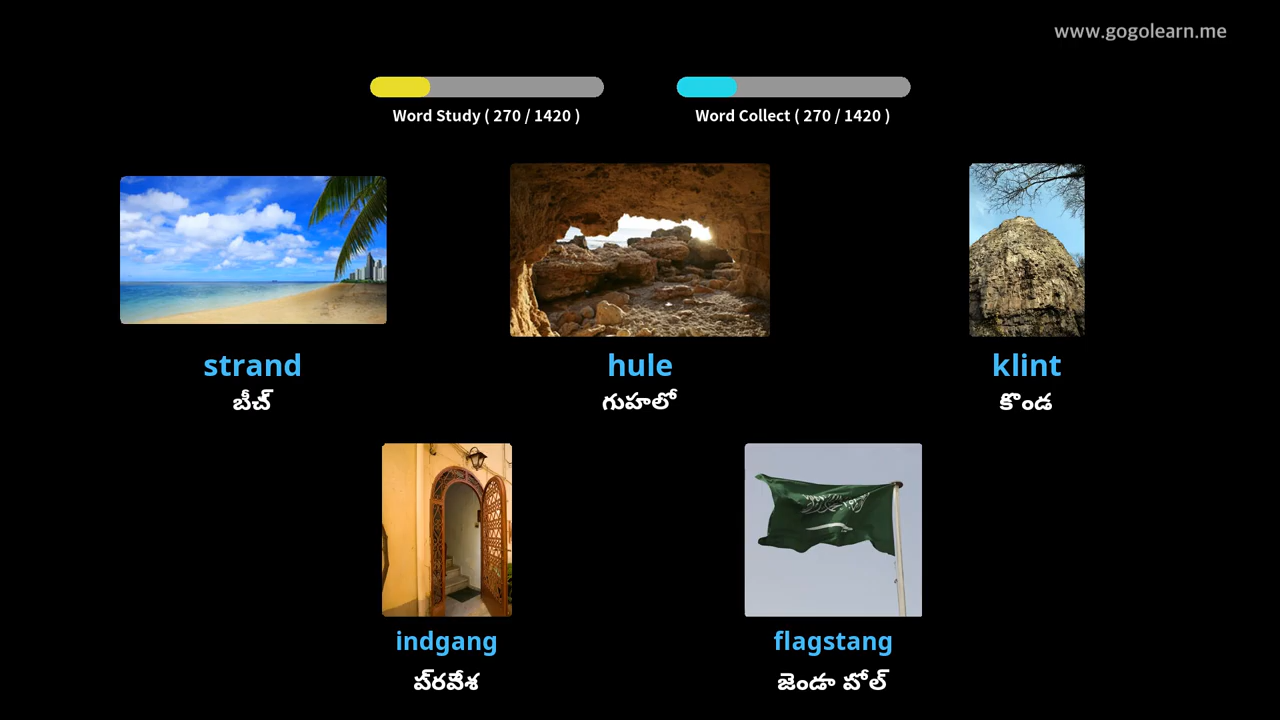 www.gogolearn.me
Word Study ( 270 / 1420 )
Word Collect ( 270 / 1420 )
strand
బీచ్
hule
గుహలో
klint
కొండ
indgang
ప్రవేశ
flagstang
జెండా పోల్